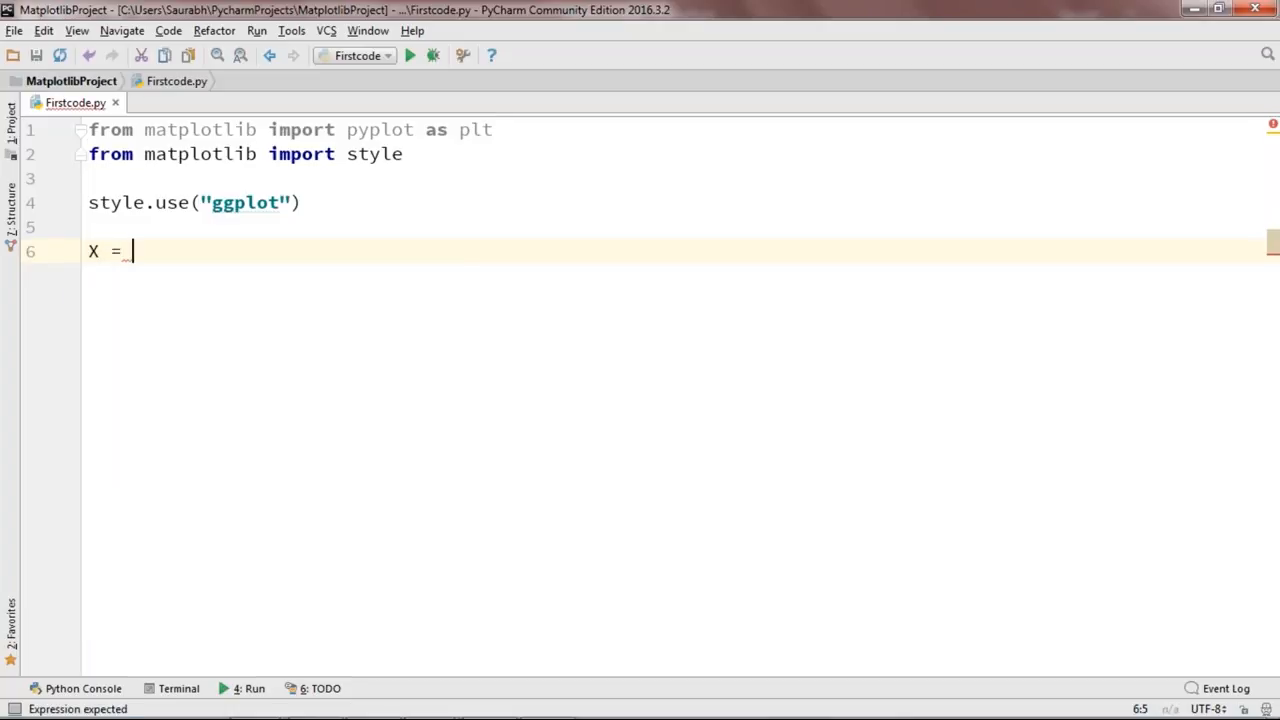 MatplotlibProject - [C:\Users\Saurabh\PycharmProjects\MatplotlibProject] - ...\Firstcode.py - PyCharm Community Edition 2016.3.2
File Edit View Navigate Code Refactor Run Tools VCS Window Help
Firstcode
MatplotlibProject Firstcode.py
Firstcode.py
1: Project
Z: Structure
2: Favorites
1 from matplotlib import pyplot as plt
2 from matplotlib import style
3
4 style.use("ggplot")
5
6 X =
Python Console Terminal 4: Run 6: TODO Event Log
Expression expected 6:5 n/a UTF-8